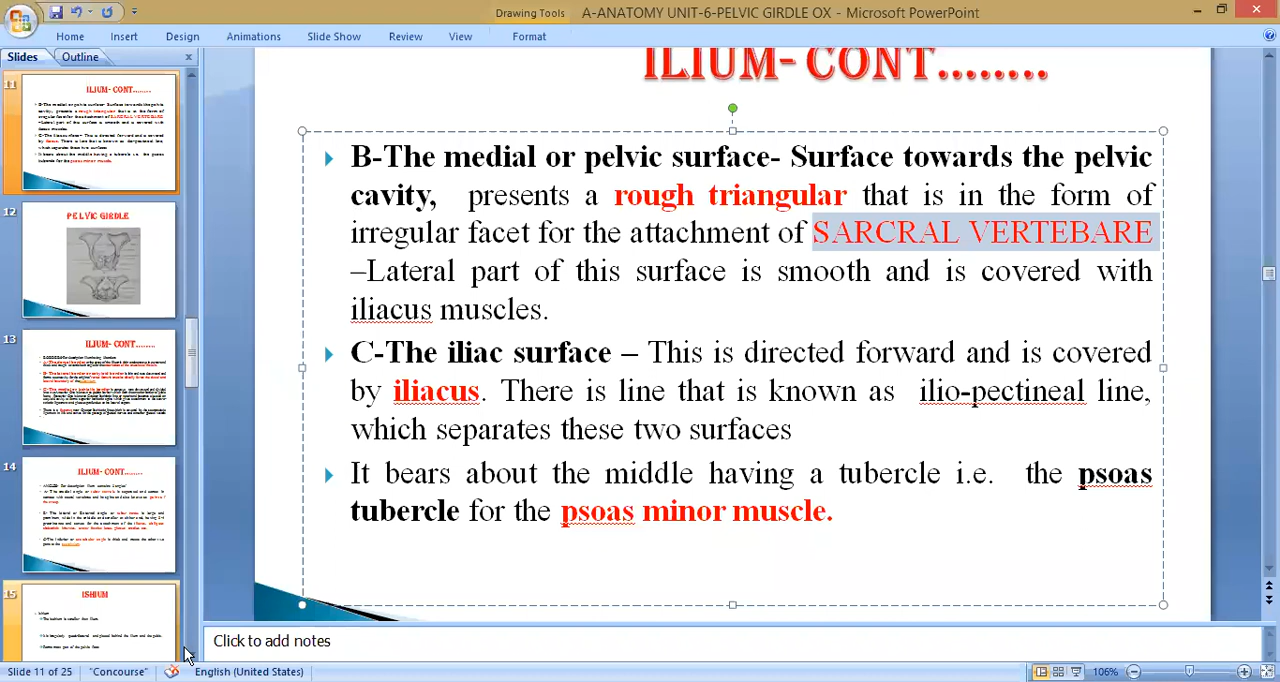 Drawing Tools
A-ANATOMY UNIT-6-PELVIC GIRDLE OX - Microsoft PowerPoint
Home Insert Design Animations Slide Show Review View Format
Slides Outline
ILIUM- CONT........
B-The medial or pelvic surface- Surface towards the pelvic
cavity, presents a rough triangular that is in the form of
irregular facet for the attachment of SARCRAL VERTEBARE
–Lateral part of this surface is smooth and is covered with
iliacus muscles.
C-The iliac surface – This is directed forward and is covered
by iliacus. There is line that is known as ilio-pectineal line,
which separates these two surfaces
It bears about the middle having a tubercle i.e. the psoas
tubercle for the psoas minor muscle.
11
ILIUM- CONT........
12
PELVIC GIRDLE
13
ILIUM- CONT........
14
ILIUM- CONT........
15
ISHIUM
Click to add notes
Slide 11 of 25 "Concourse" English (United States) 106%